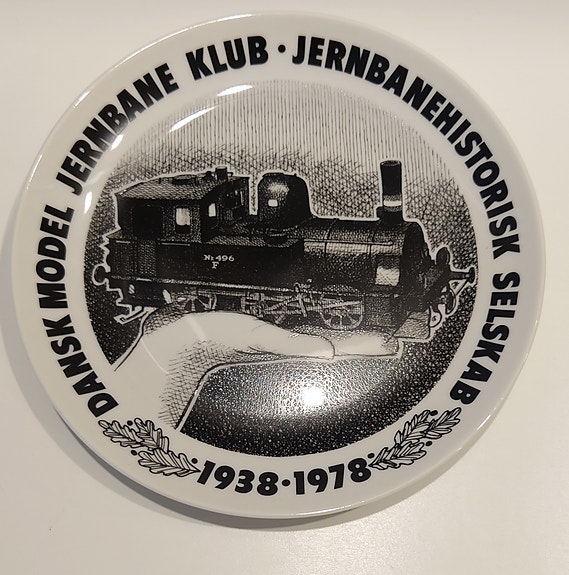 DANSK MODEL JERNBANE KLUB · JERNBANEHISTORISK SELSKAB
Nr 496
F
· 1938 · 1978 ·